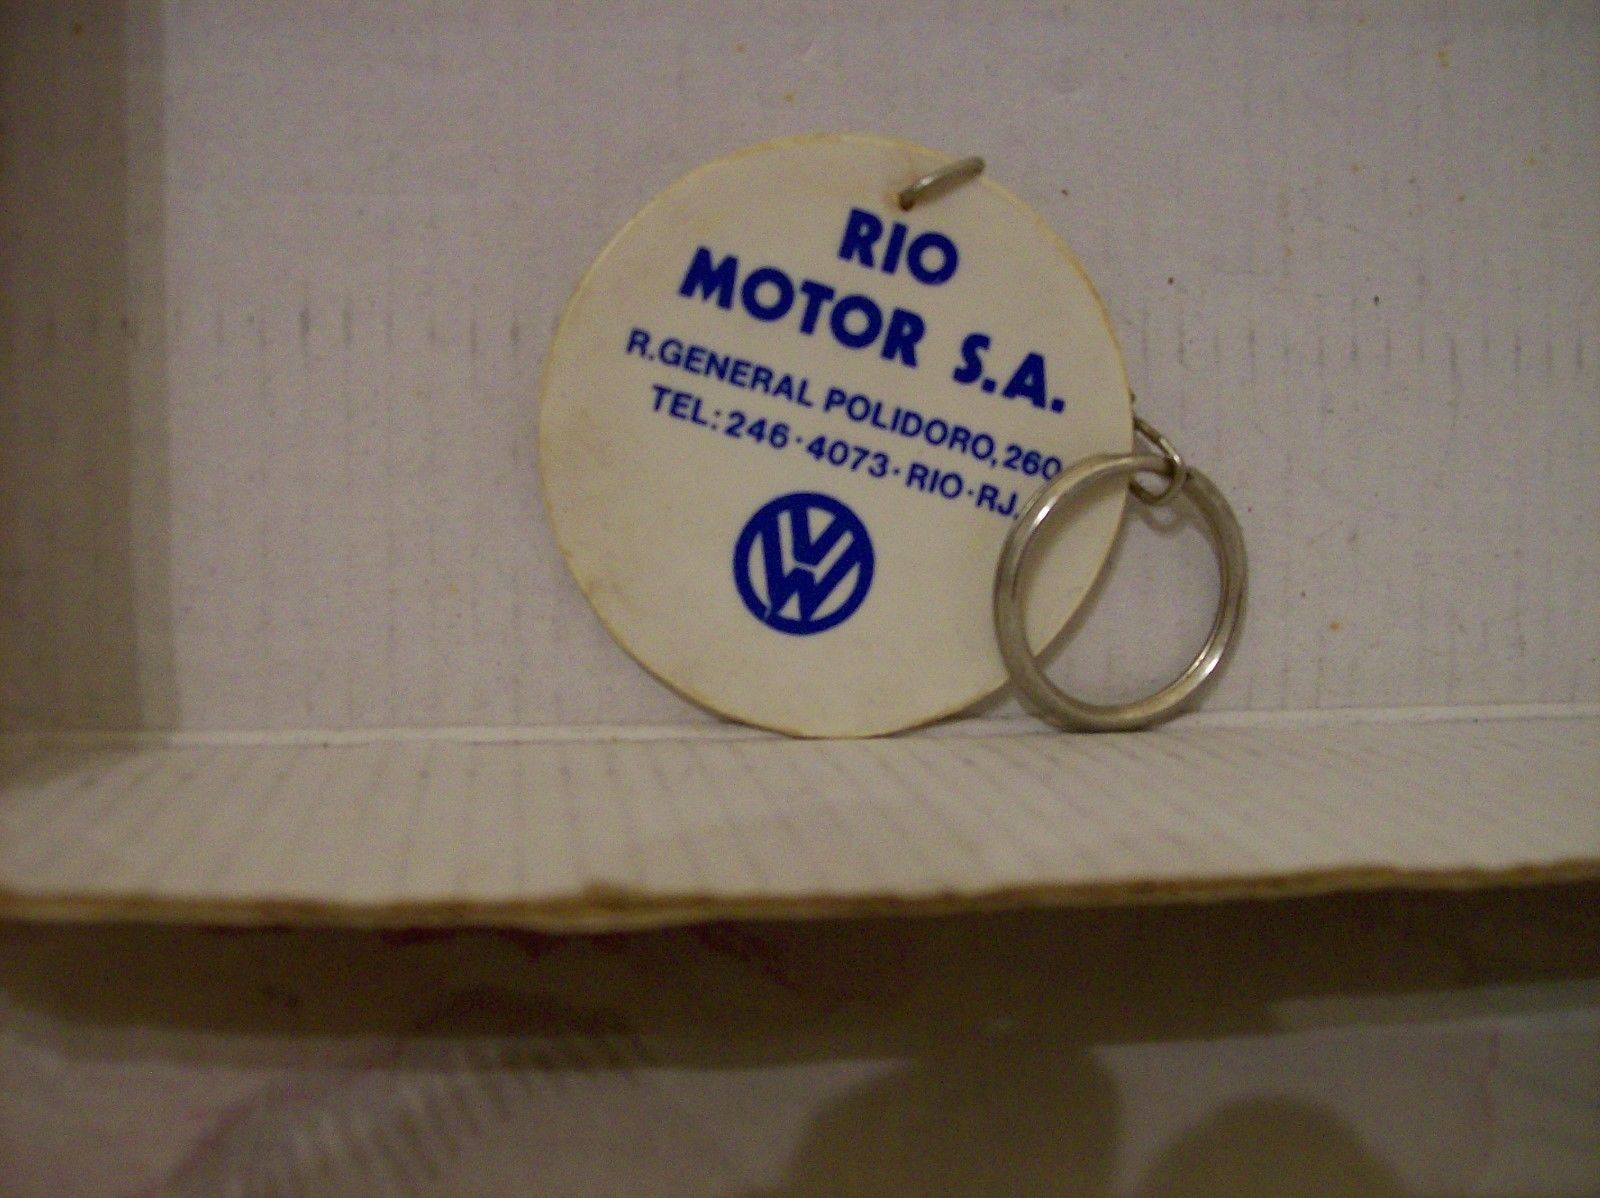 RIO
MOTOR S.A.
R.GENERAL POLIDORO,260
TEL:246·4073·RIO·RJ.
VW